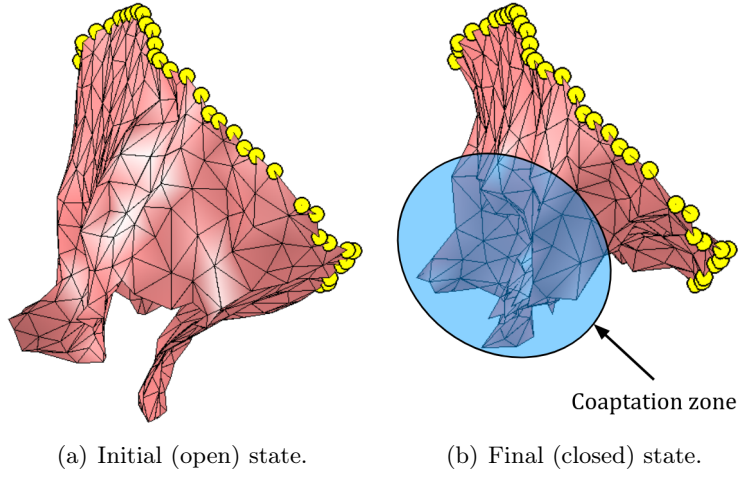 Coaptation zone
(a) Initial (open) state.
(b) Final (closed) state.